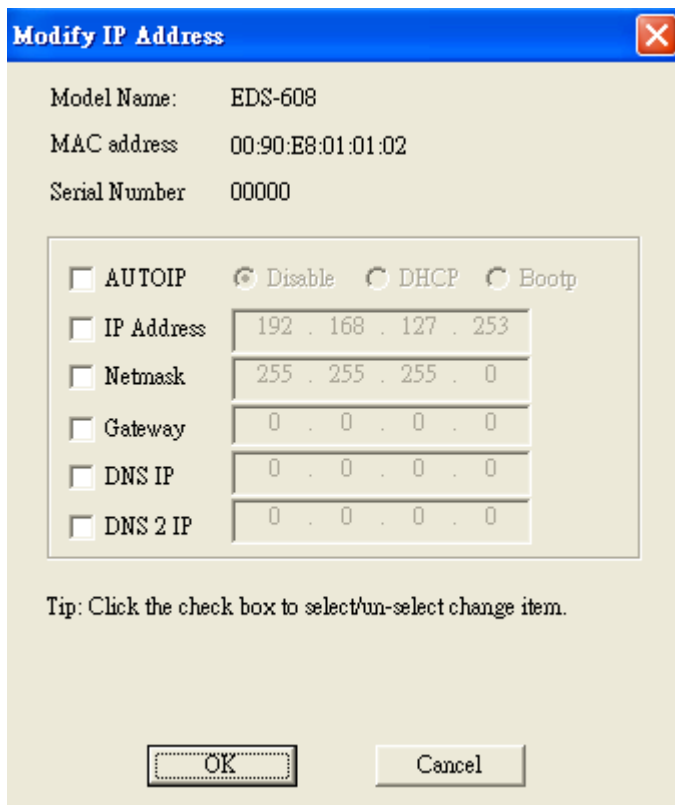 Modify IP Address
Model Name: EDS-608
MAC address 00:90:E8:01:01:02
Serial Number 00000
AUTOIP Disable DHCP Bootp
IP Address 192 . 168 . 127 . 253
Netmask 255 . 255 . 255 . 0
Gateway 0 . 0 . 0 . 0
DNS IP 0 . 0 . 0 . 0
DNS 2 IP 0 . 0 . 0 . 0
Tip: Click the check box to select/un-select change item.
OK Cancel